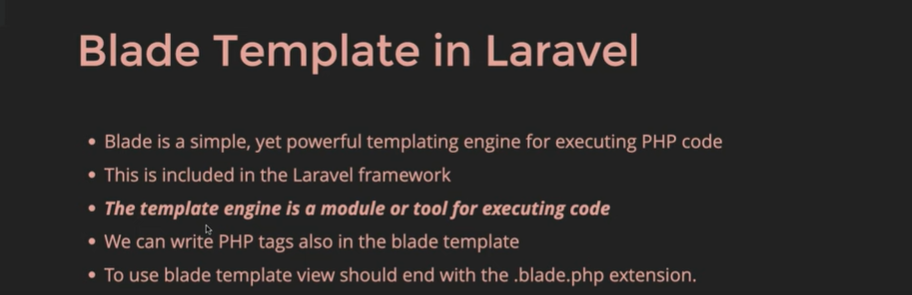 Blade Template in Laravel
• Blade is a simple, yet powerful templating engine for executing PHP code
• This is included in the Laravel framework
• The template engine is a module or tool for executing code
• We can write PHP tags also in the blade template
• To use blade template view should end with the .blade.php extension.